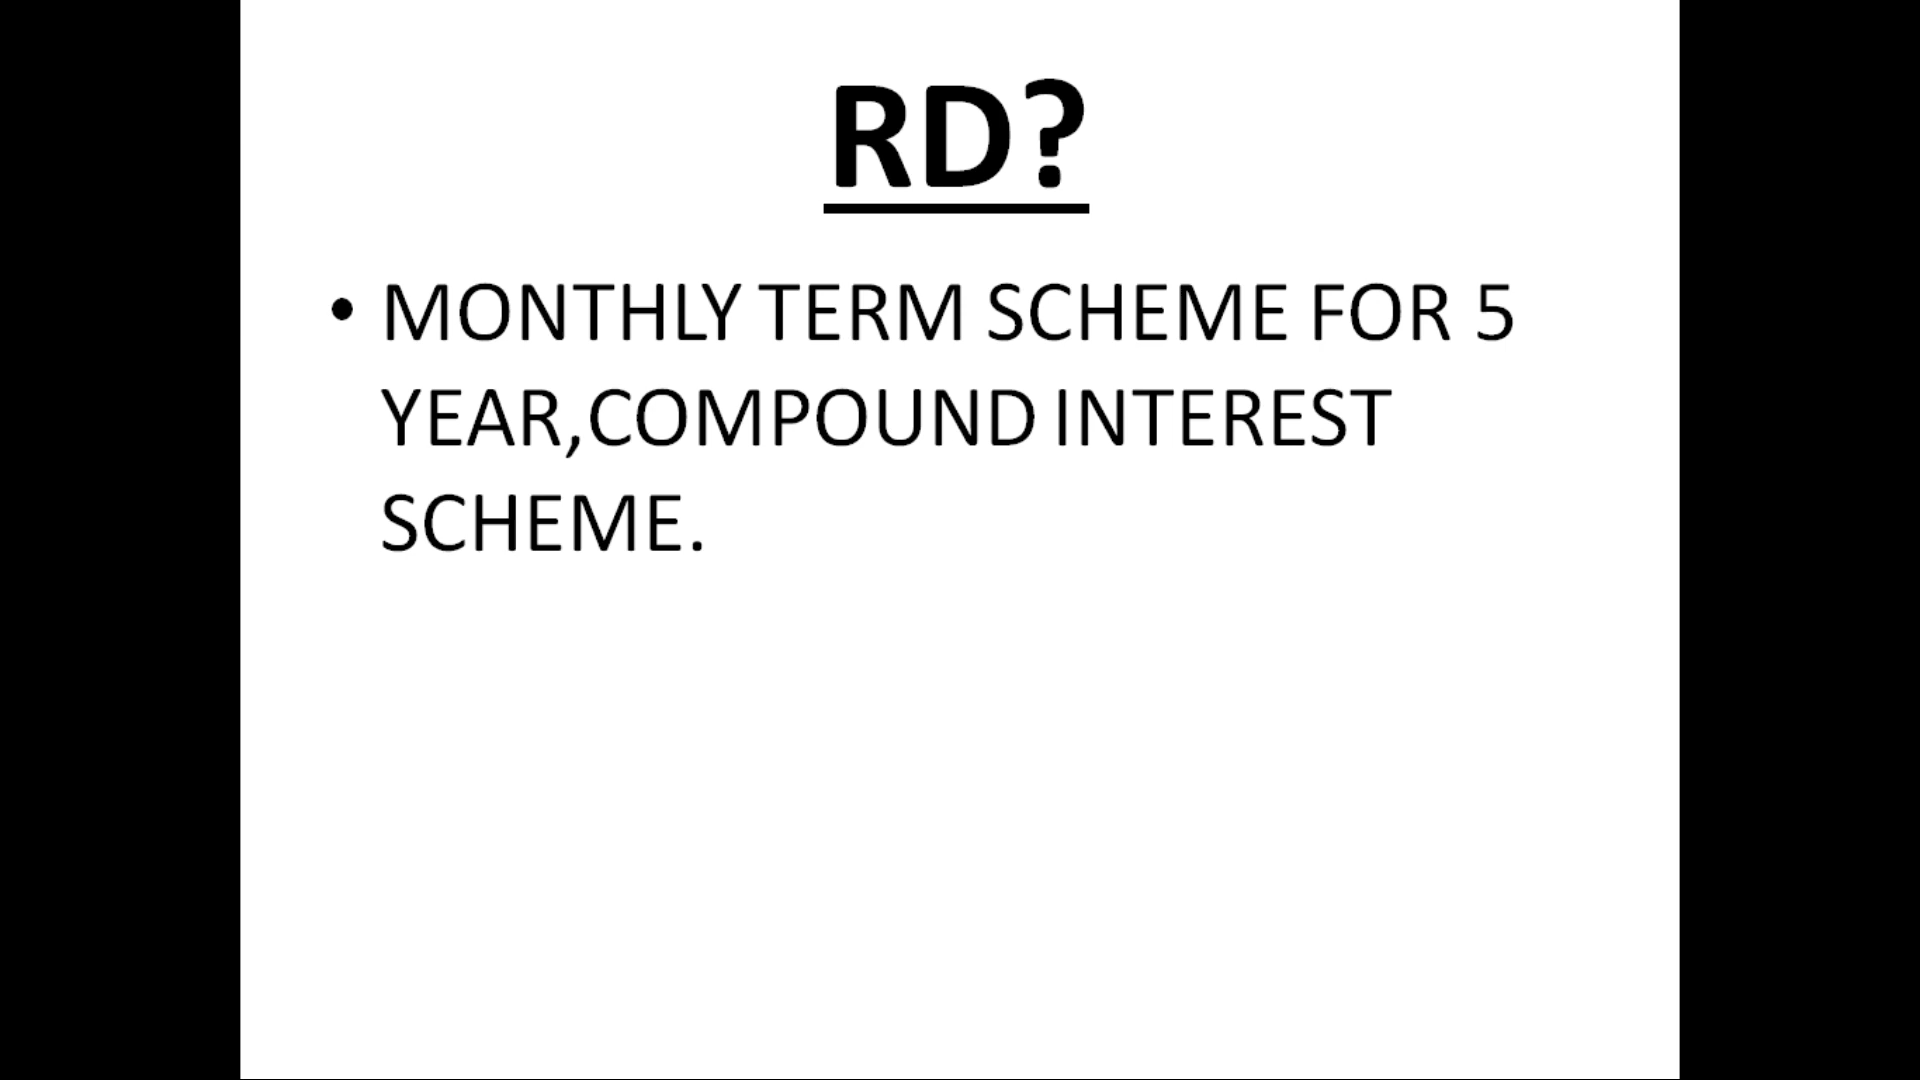 RD?
• MONTHLY TERM SCHEME FOR 5
YEAR,COMPOUND INTEREST
SCHEME.